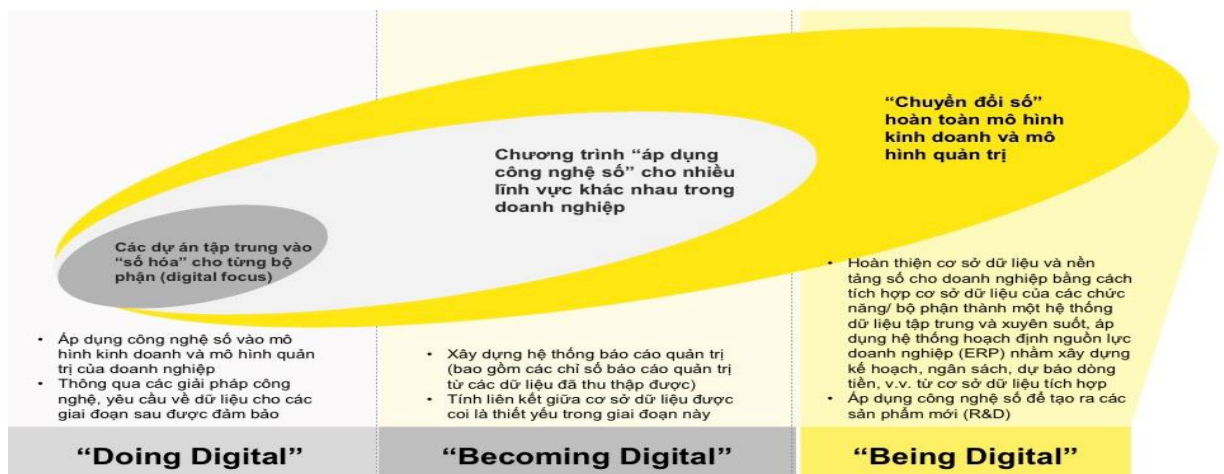 Các dự án tập trung vào
“số hóa” cho từng bộ
phận (digital focus)
• Áp dụng công nghệ số vào mô
hình kinh doanh và mô hình quản
trị của doanh nghiệp
• Thông qua các giải pháp công
nghệ, yêu cầu về dữ liệu cho các
giai đoạn sau được đảm bảo
“Doing Digital”
Chương trình “áp dụng
công nghệ số” cho nhiều
lĩnh vực khác nhau trong
doanh nghiệp
• Xây dựng hệ thống báo cáo quản trị
(bao gồm các chỉ số báo cáo quản trị
từ các dữ liệu đã thu thập được)
• Tính liên kết giữa cơ sở dữ liệu được
coi là thiết yếu trong giai đoạn này
“Becoming Digital”
“Chuyển đổi số”
hoàn toàn mô hình
kinh doanh và mô
hình quản trị
• Hoàn thiện cơ sở dữ liệu và nền
tảng số cho doanh nghiệp bằng cách
tích hợp cơ sở dữ liệu của các chức
năng/ bộ phận thành một hệ thống
dữ liệu tập trung và xuyên suốt, áp
dụng hệ thống hoạch định nguồn lực
doanh nghiệp (ERP) nhằm xây dựng
kế hoạch, ngân sách, dự báo dòng
tiền, v.v. từ cơ sở dữ liệu tích hợp
• Áp dụng công nghệ số để tạo ra các
sản phẩm mới (R&D)
“Being Digital”